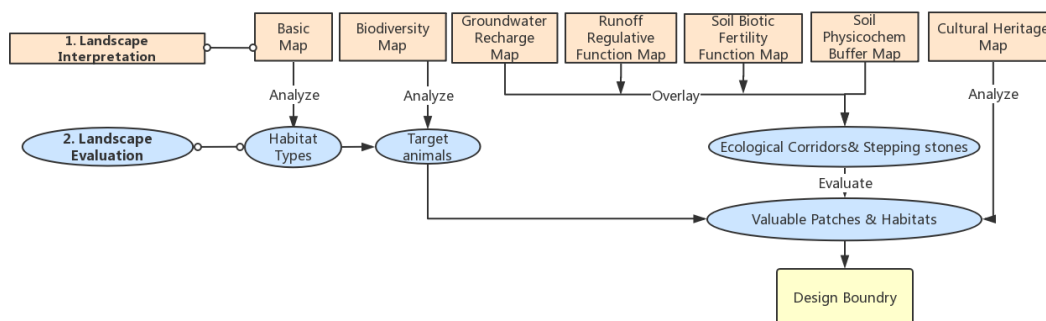 1. Landscape
Interpretation
Basic
Map
Biodiversity
Map
Groundwater
Recharge
Map
Runoff
Regulative
Function Map
Soil Biotic
Fertility
Function Map
Soil
Physicochem
Buffer Map
Cultural Heritage
Map
Analyze
Analyze
Overlay
Analyze
2. Landscape
Evaluation
Habitat
Types
Target
animals
Ecological Corridors& Stepping stones
Evaluate
Valuable Patches & Habitats
Design Boundry